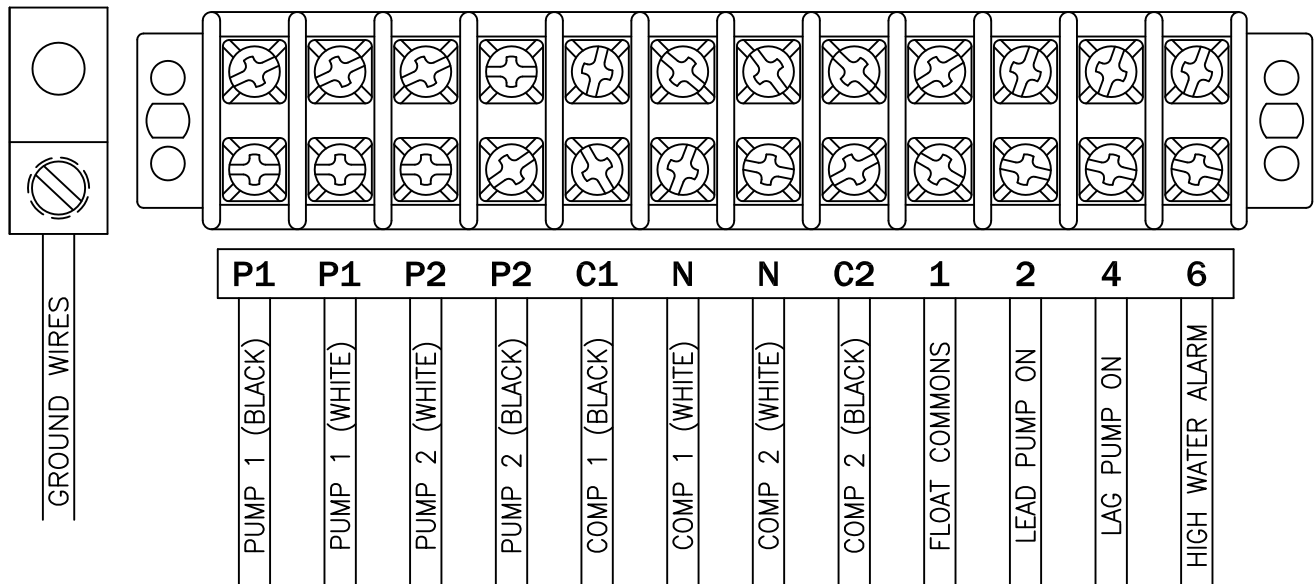 P1 P1 P2 P2 C1 N N C2 1 2 4 6
GROUND WIRES
PUMP 1 (BLACK)
PUMP 1 (WHITE)
PUMP 2 (WHITE)
PUMP 2 (BLACK)
COMP 1 (BLACK)
COMP 1 (WHITE)
COMP 2 (WHITE)
COMP 2 (BLACK)
FLOAT COMMONS
LEAD PUMP ON
LAG PUMP ON
HIGH WATER ALARM